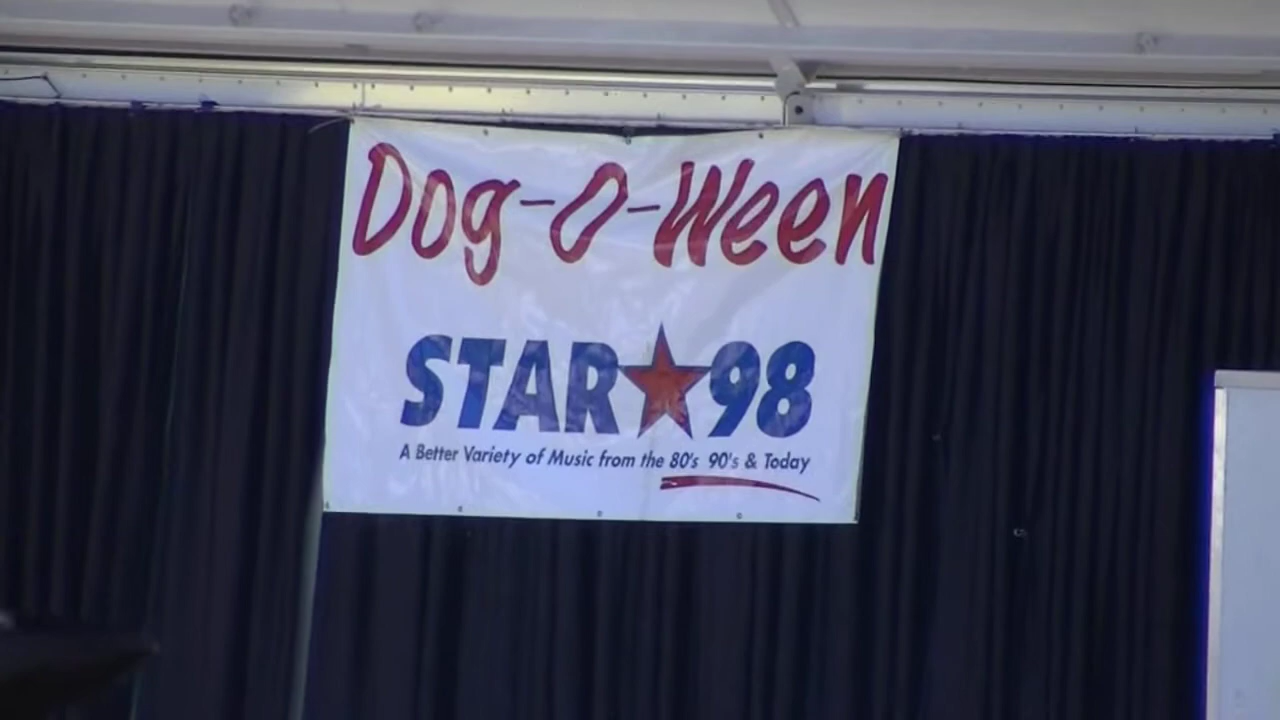 Dog-O-Ween
STAR 98
A Better Variety of Music from the 80's 90's & Today